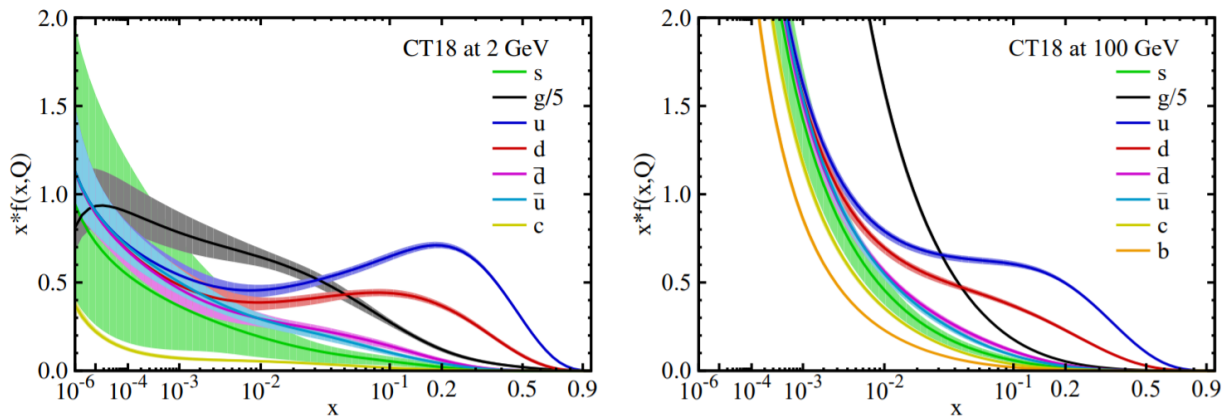 2.0
1.5
1.0
0.5
0.0
x*f(x,Q)
CT18 at 2 GeV
s
g/5
u
d
d̅
u̅
c
10⁻⁶ 10⁻⁴ 10⁻³ 10⁻² 10⁻¹ 0.2 0.5 0.9
x
2.0
1.5
1.0
0.5
0.0
x*f(x,Q)
CT18 at 100 GeV
s
g/5
u
d
d̅
u̅
c
b
10⁻⁶ 10⁻⁴ 10⁻³ 10⁻² 10⁻¹ 0.2 0.5 0.9
x